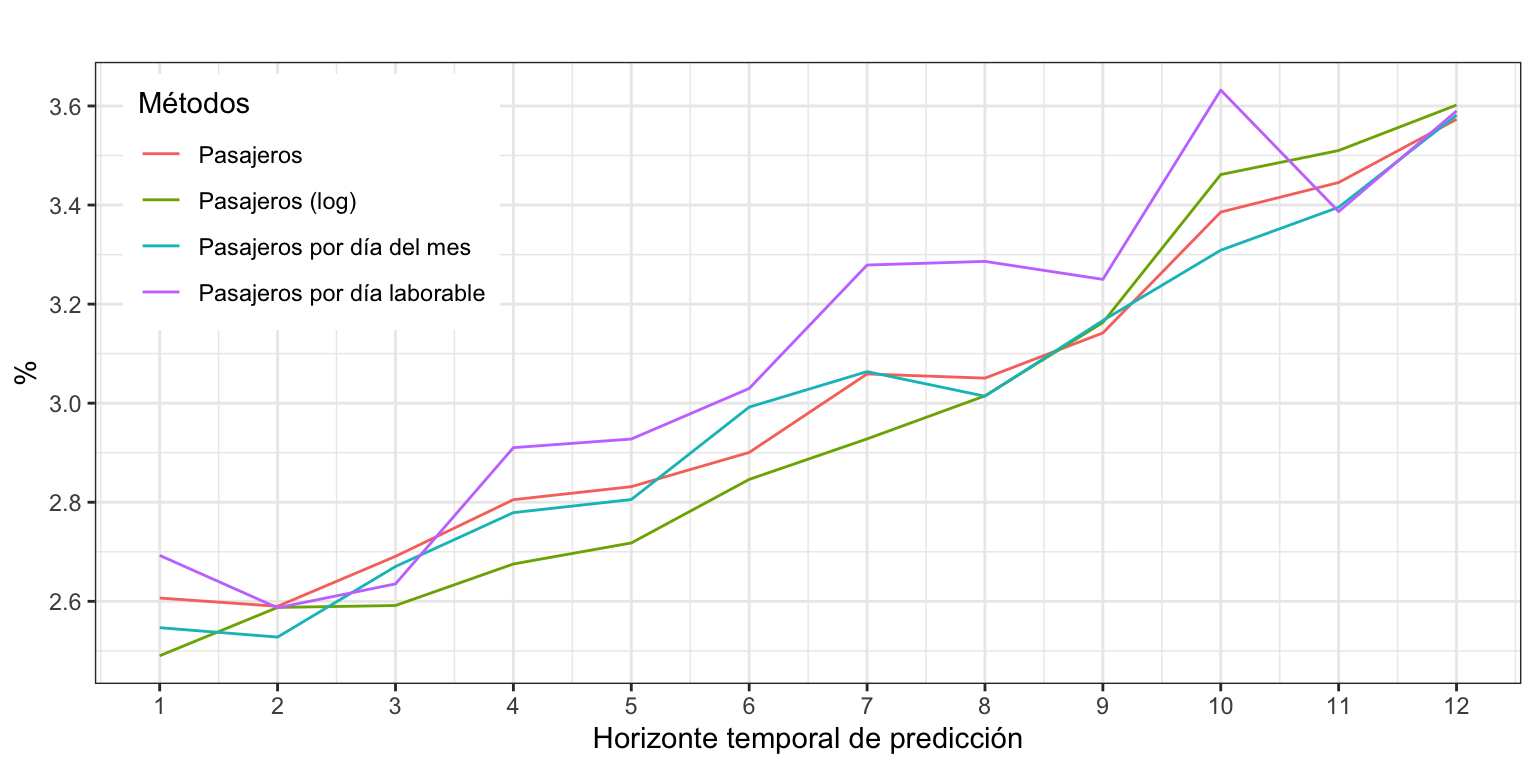 Métodos
Pasajeros
Pasajeros (log)
Pasajeros por día del mes
Pasajeros por día laborable
%
3.6
3.4
3.2
3.0
2.8
2.6
1 2 3 4 5 6 7 8 9 10 11 12
Horizonte temporal de predicción